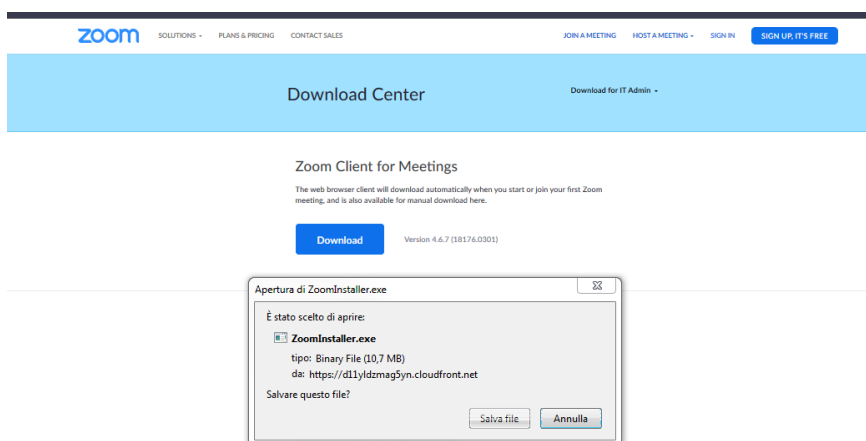 zoom SOLUTIONS PLANS & PRICING CONTACT SALES JOIN A MEETING HOST A MEETING SIGN IN SIGN UP, IT'S FREE
Download Center Download for IT Admin
Zoom Client for Meetings
The web browser client will download automatically when you start or join your first Zoom
meeting, and is also available for manual download here.
Download Version 4.6.7 (18176.0301)
Apertura di ZoomInstaller.exe
È stato scelto di aprire:
ZoomInstaller.exe
tipo: Binary File (10,7 MB)
da: https://d11yldzmag5yn.cloudfront.net
Salvare questo file?
Salva file Annulla